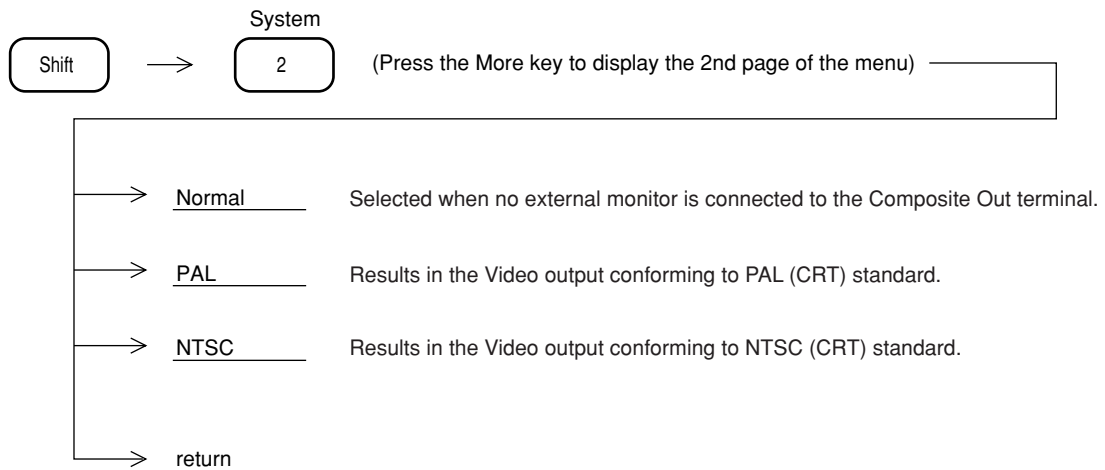 System
Shift 2 (Press the More key to display the 2nd page of the menu)
Normal Selected when no external monitor is connected to the Composite Out terminal.
PAL Results in the Video output conforming to PAL (CRT) standard.
NTSC Results in the Video output conforming to NTSC (CRT) standard.
return